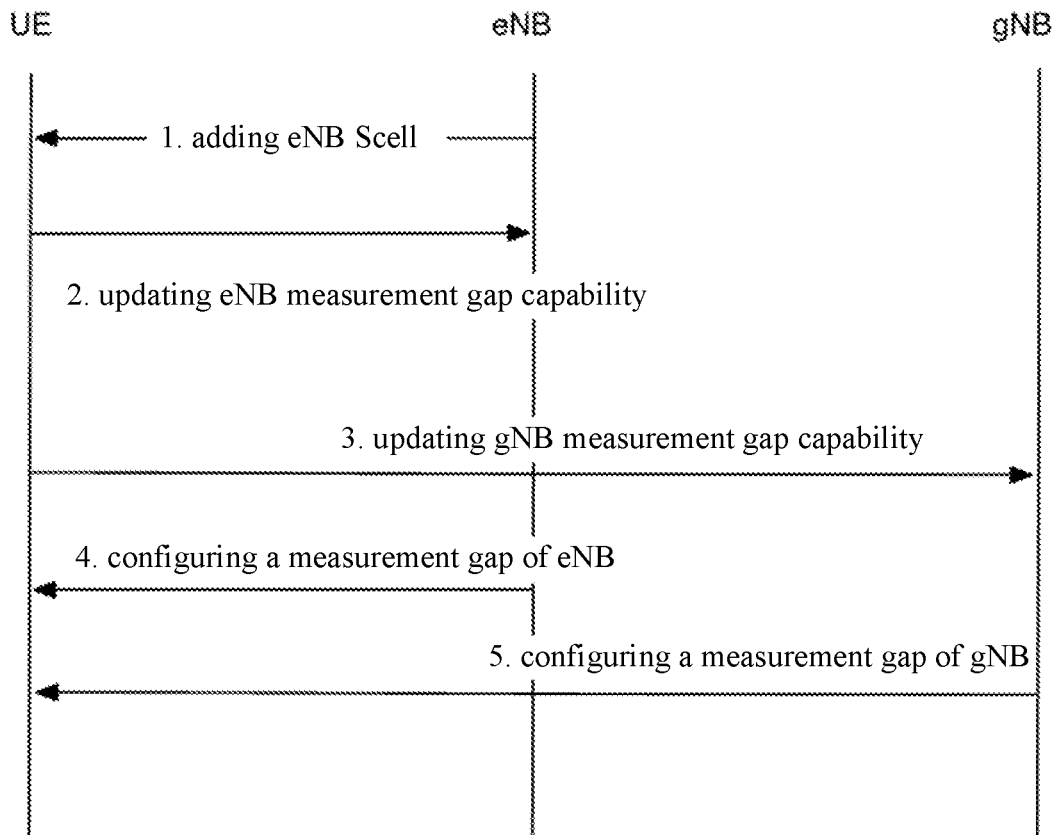 UE eNB gNB
1. adding eNB Scell
2. updating eNB measurement gap capability
3. updating gNB measurement gap capability
4. configuring a measurement gap of eNB
5. configuring a measurement gap of gNB